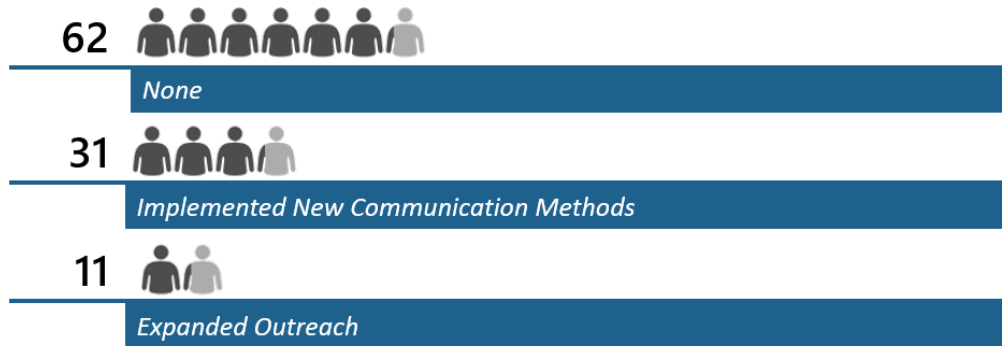 62
None
31
Implemented New Communication Methods
11
Expanded Outreach